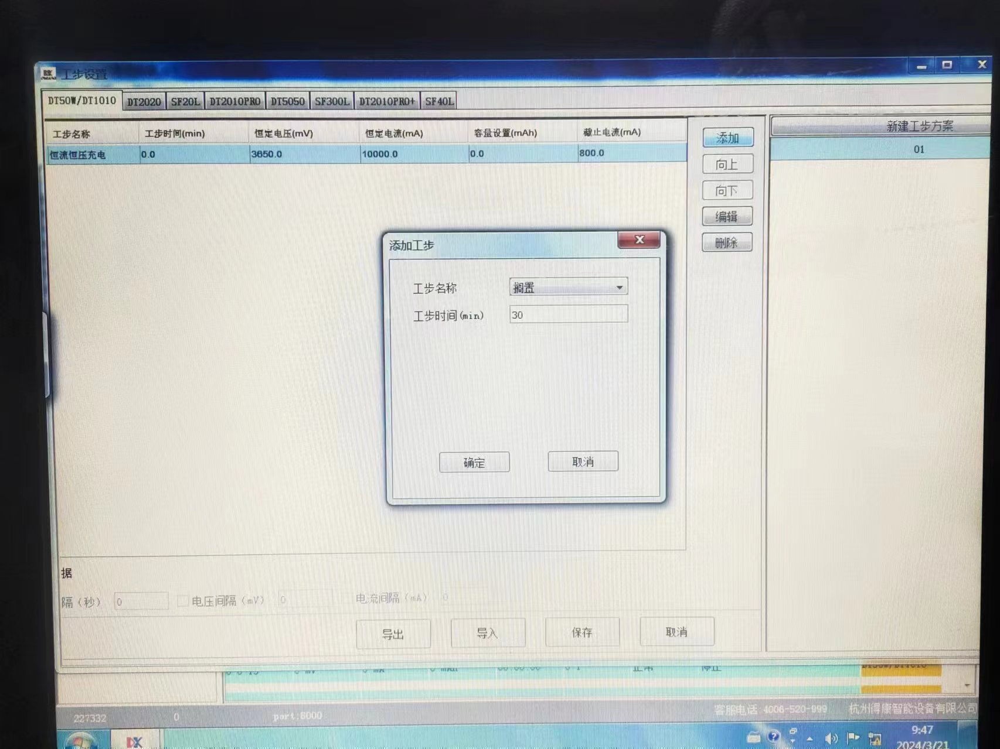 工步设置
DT50W/DT1010 DT2020 SF20L DT2010PRO DT5050 SF300L DT2010PRO+ SF40L
工步名称 工步时间(min) 恒定电压(mV) 恒定电流(mA) 容量设置(mAh) 截止电流(mA)
恒流恒压充电 0.0 3650.0 10000.0 0.0 800.0
添加
向上
向下
编辑
删除
新建工步方案
01
添加工步
工步名称 搁置
工步时间(min) 30
确定 取消
据
隔(秒) 0 电压间隔(mV) 0 电流间隔(mA) 0
导出 导入 保存 取消
正常 停止
227332 0 port:6000 客服电话:4006-520-999 杭州得康智能设备有限公司
DX
9:47
2024/3/21